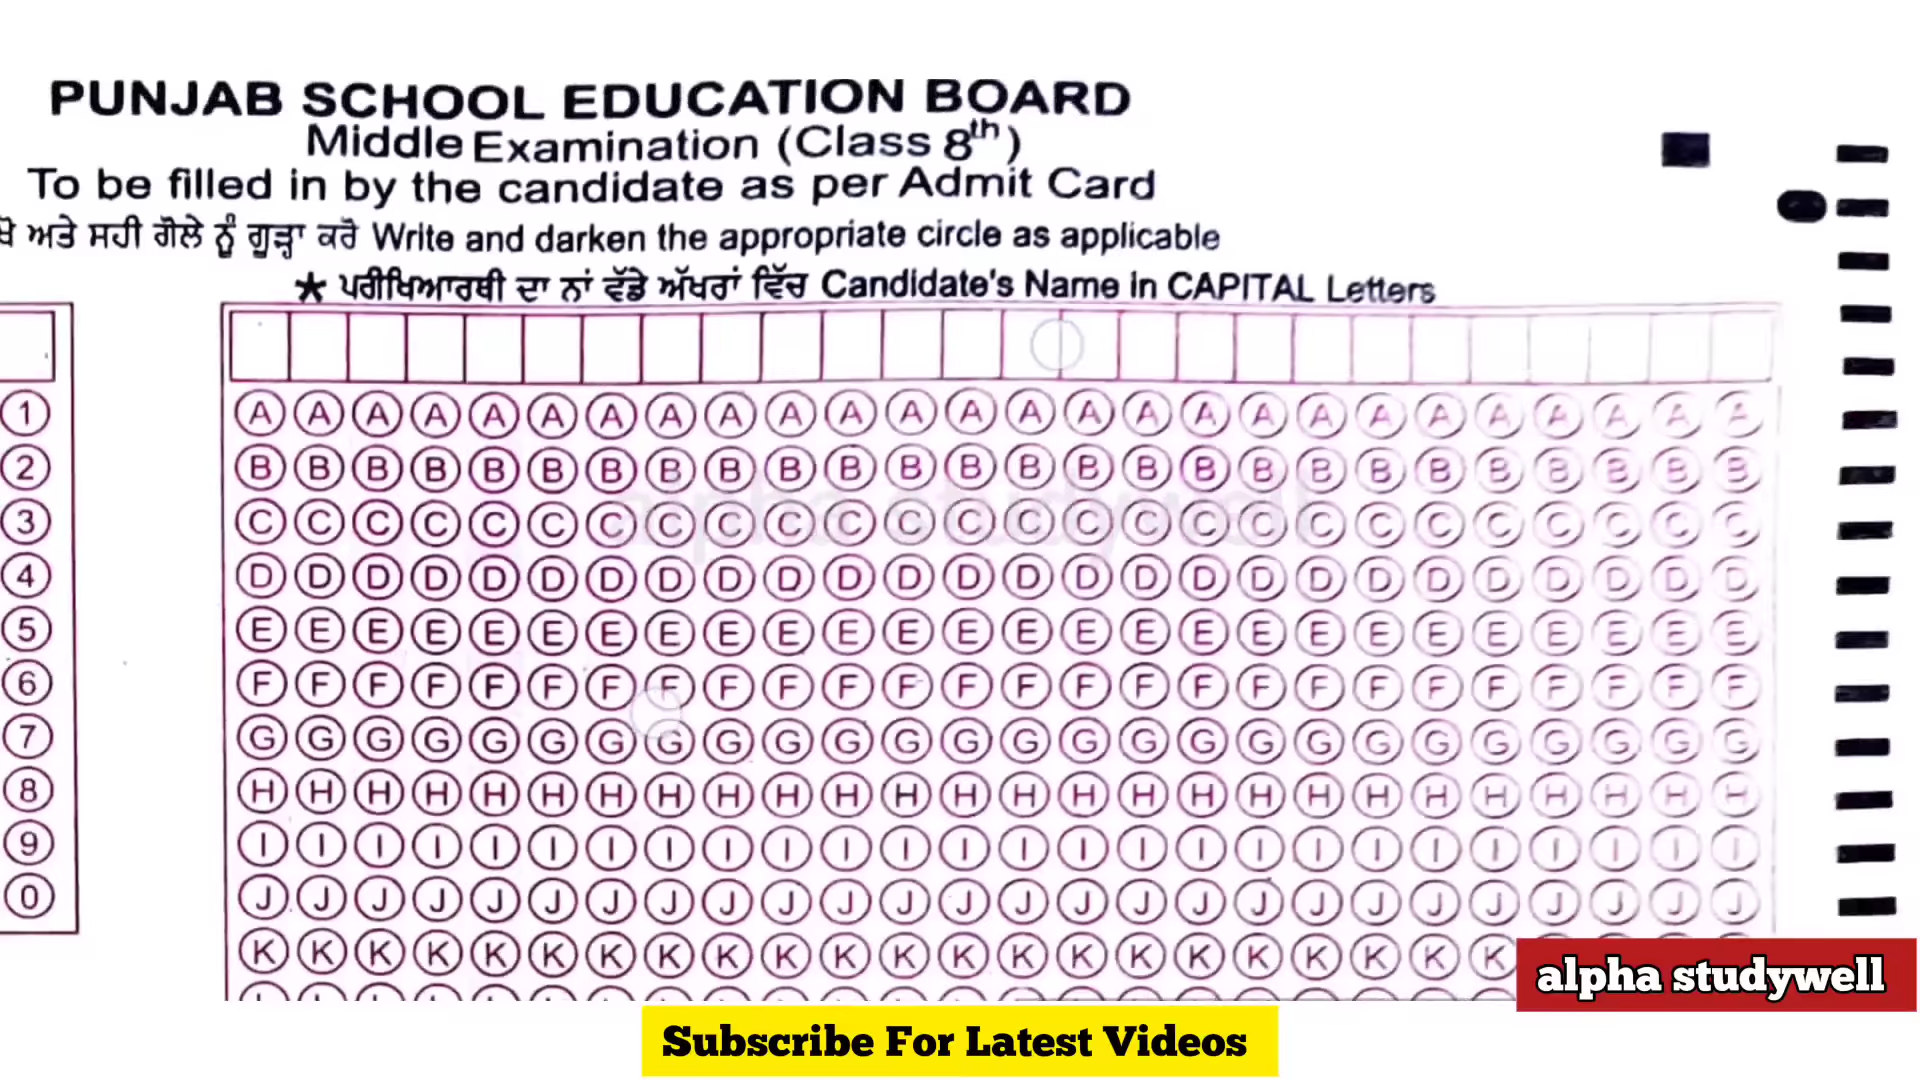 PUNJAB SCHOOL EDUCATION BOARD
Middle Examination (Class 8th)
To be filled in by the candidate as per Admit Card
ਅਤੇ ਸਹੀ ਗੋਲੇ ਨੂੰ ਗੂੜ੍ਹਾ ਕਰੋ Write and darken the appropriate circle as applicable
★ ਪਰੀਖਿਆਰਥੀ ਦਾ ਨਾਂ ਵੱਡੇ ਅੱਖਰਾਂ ਵਿੱਚ Candidate's Name in CAPITAL Letters
1
2
3
4
5
6
7
8
9
0
A A A A A A A A A A A A A A A A A A A A A A A A A A
B B B B B B B B B B B B B B B B B B B B B B B B B B
C C C C C C C C C C C C C C C C C C C C C C C C C C
D D D D D D D D D D D D D D D D D D D D D D D D D D
E E E E E E E E E E E E E E E E E E E E E E E E E E
F F F F F F F F F F F F F F F F F F F F F F F F F F
G G G G G G G G G G G G G G G G G G G G G G G G G G
H H H H H H H H H H H H H H H H H H H H H H H H H H
I I I I I I I I I I I I I I I I I I I I I I I I I I
J J J J J J J J J J J J J J J J J J J J J J J J J J
K K K K K K K K K K K K K K K K K K K K K K
alpha studywell
alpha studywell
Subscribe For Latest Videos